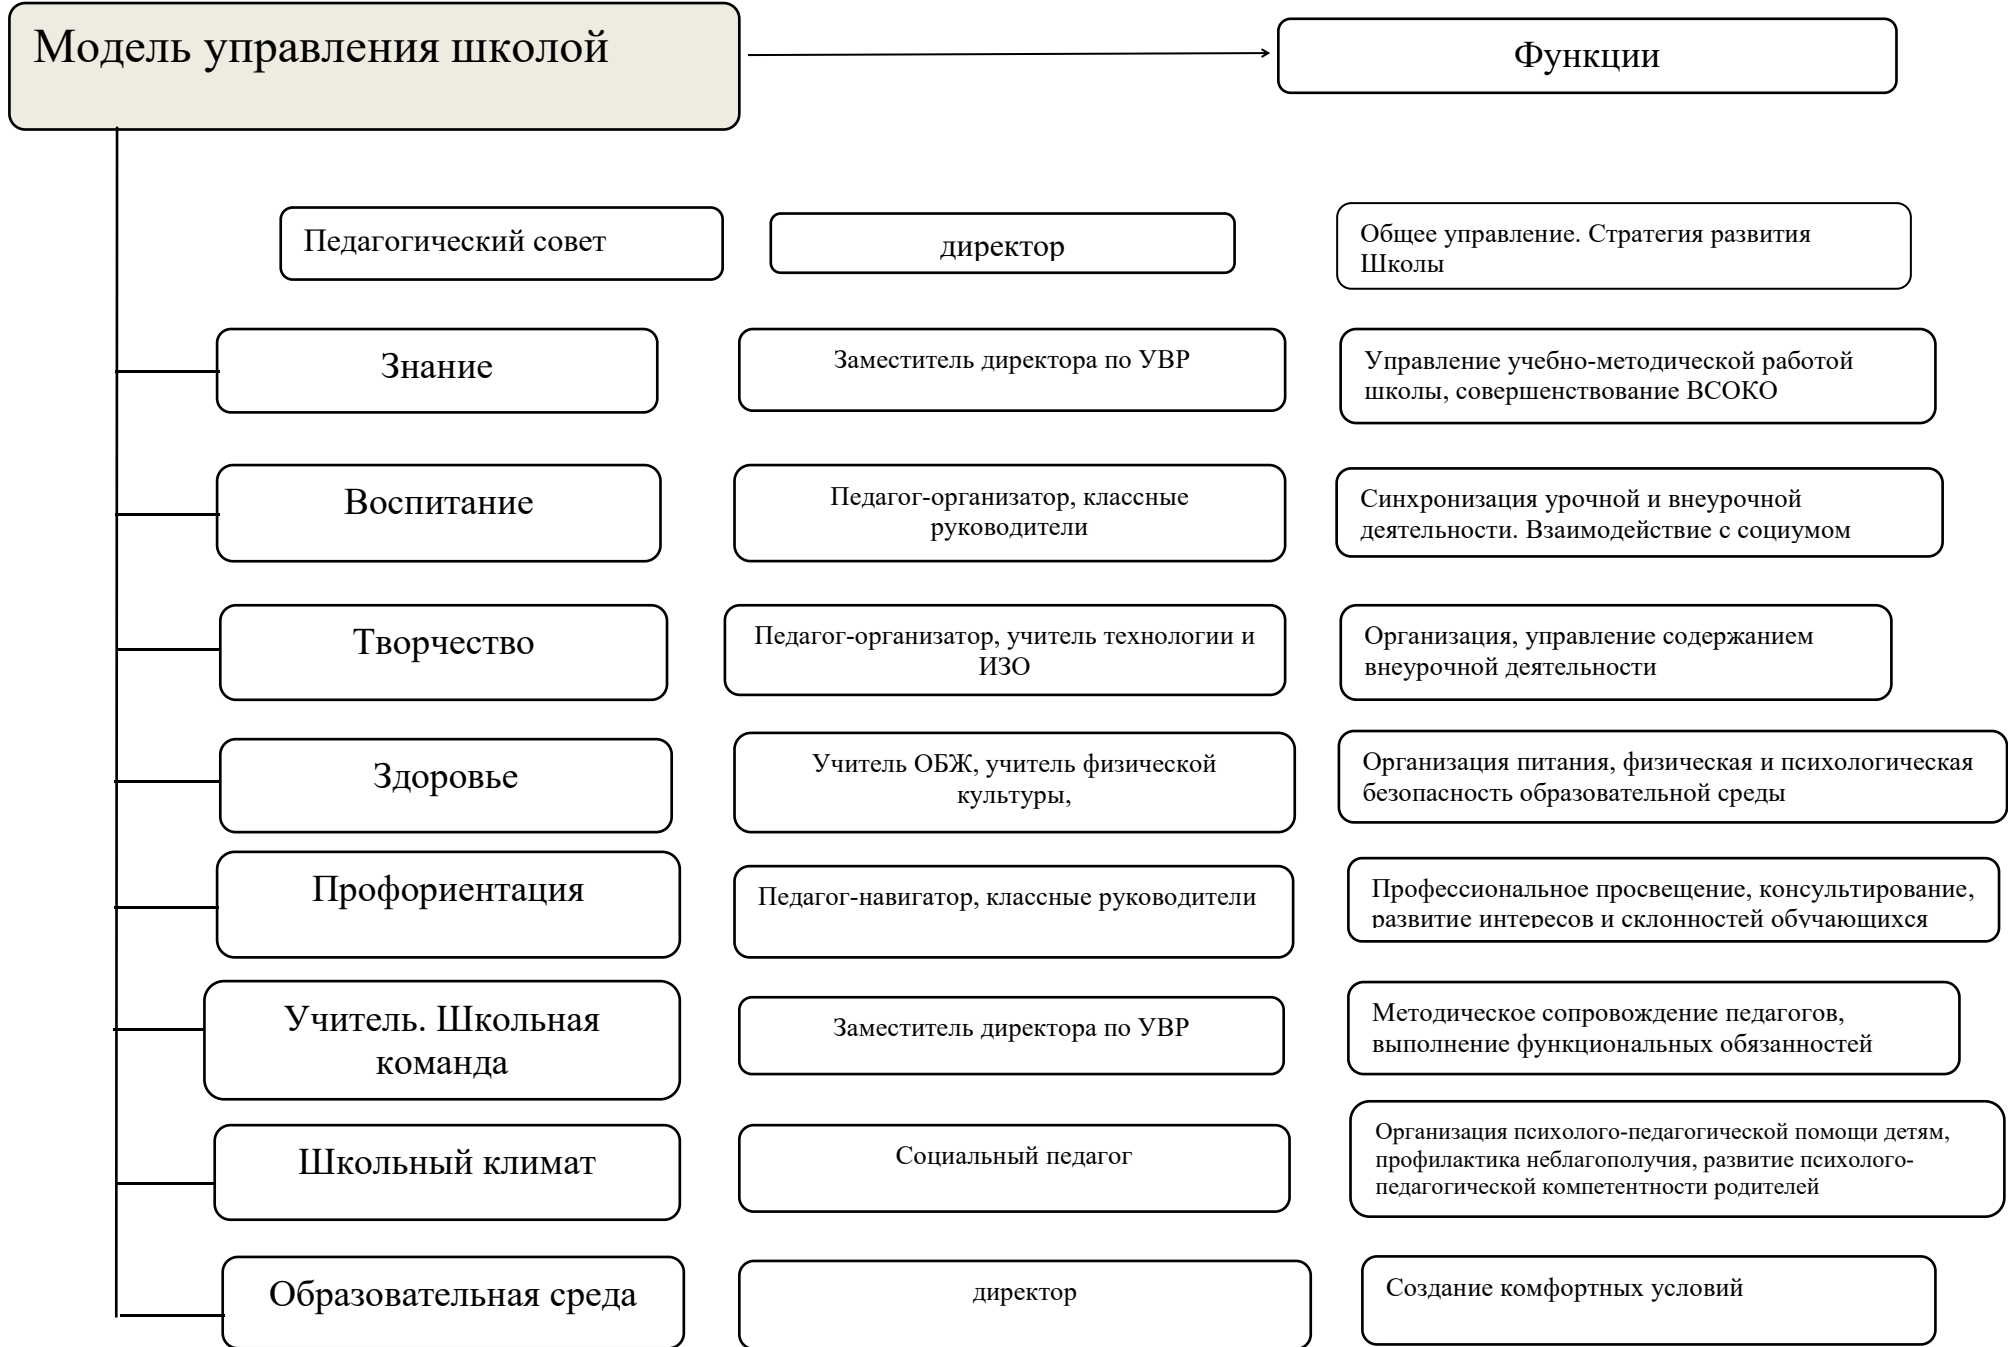 Модель управления школой
Функции
Педагогический совет
директор
Общее управление. Стратегия развития
Школы
Знание
Заместитель директора по УВР
Управление учебно-методической работой
школы, совершенствование ВСОКО
Воспитание
Педагог-организатор, классные
руководители
Синхронизация урочной и внеурочной
деятельности. Взаимодействие с социумом
Творчество
Педагог-организатор, учитель технологии и
ИЗО
Организация, управление содержанием
внеурочной деятельности
Здоровье
Учитель ОБЖ, учитель физической
культуры,
Организация питания, физическая и психологическая
безопасность образовательной среды
Профориентация
Педагог-навигатор, классные руководители
Профессиональное просвещение, консультирование,
развитие интересов и склонностей обучающихся
Учитель. Школьная
команда
Заместитель директора по УВР
Методическое сопровождение педагогов,
выполнение функциональных обязанностей
Школьный климат
Социальный педагог
Организация психолого-педагогической помощи детям,
профилактика неблагополучия, развитие психолого-
педагогической компетентности родителей
Образовательная среда
директор
Создание комфортных условий